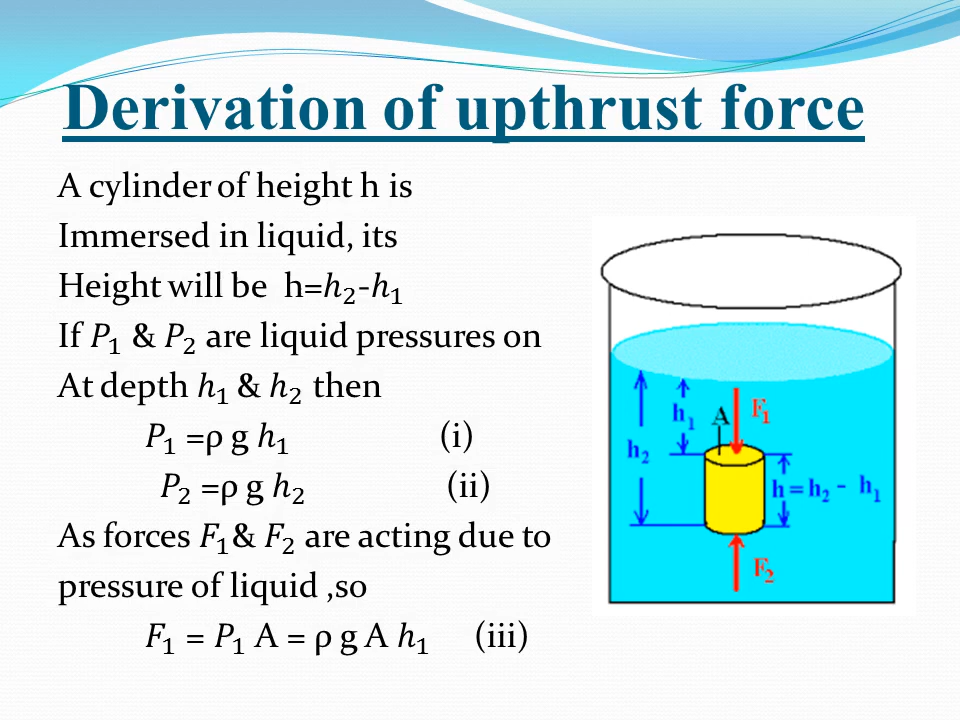 Derivation of upthrust force
A cylinder of height h is
Immersed in liquid, its
Height will be h=h₂-h₁
If P₁ & P₂ are liquid pressures on
At depth h₁ & h₂ then
P₁ =ρ g h₁ (i)
P₂ =ρ g h₂ (ii)
As forces F₁& F₂ are acting due to
pressure of liquid ,so
F₁ = P₁ A = ρ g A h₁ (iii)
h₁
A
F₁
h₂
h = h₂ - h₁
F₂